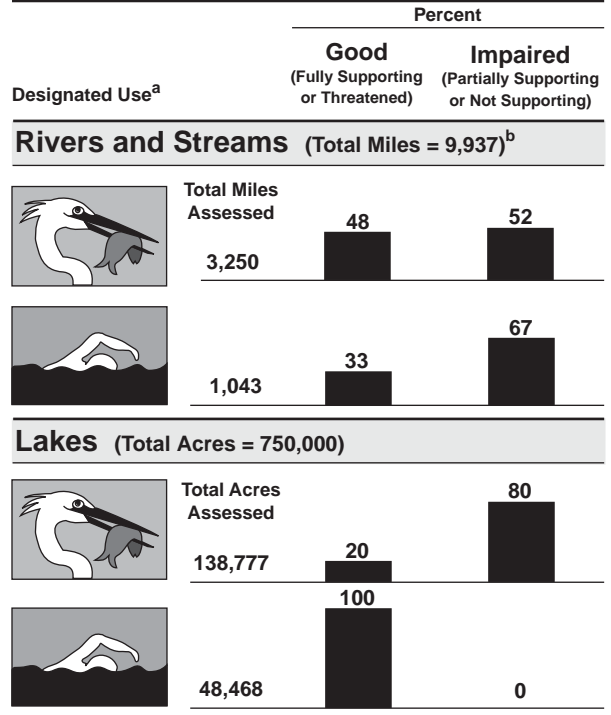 Percent
Good Impaired
(Fully Supporting (Partially Supporting
Designated Useᵃ or Threatened) or Not Supporting)
Rivers and Streams (Total Miles = 9,937)ᵇ
Total Miles
Assessed
48 52
3,250
33 67
1,043
Lakes (Total Acres = 750,000)
Total Acres
Assessed
80
20
138,777
100
48,468 0